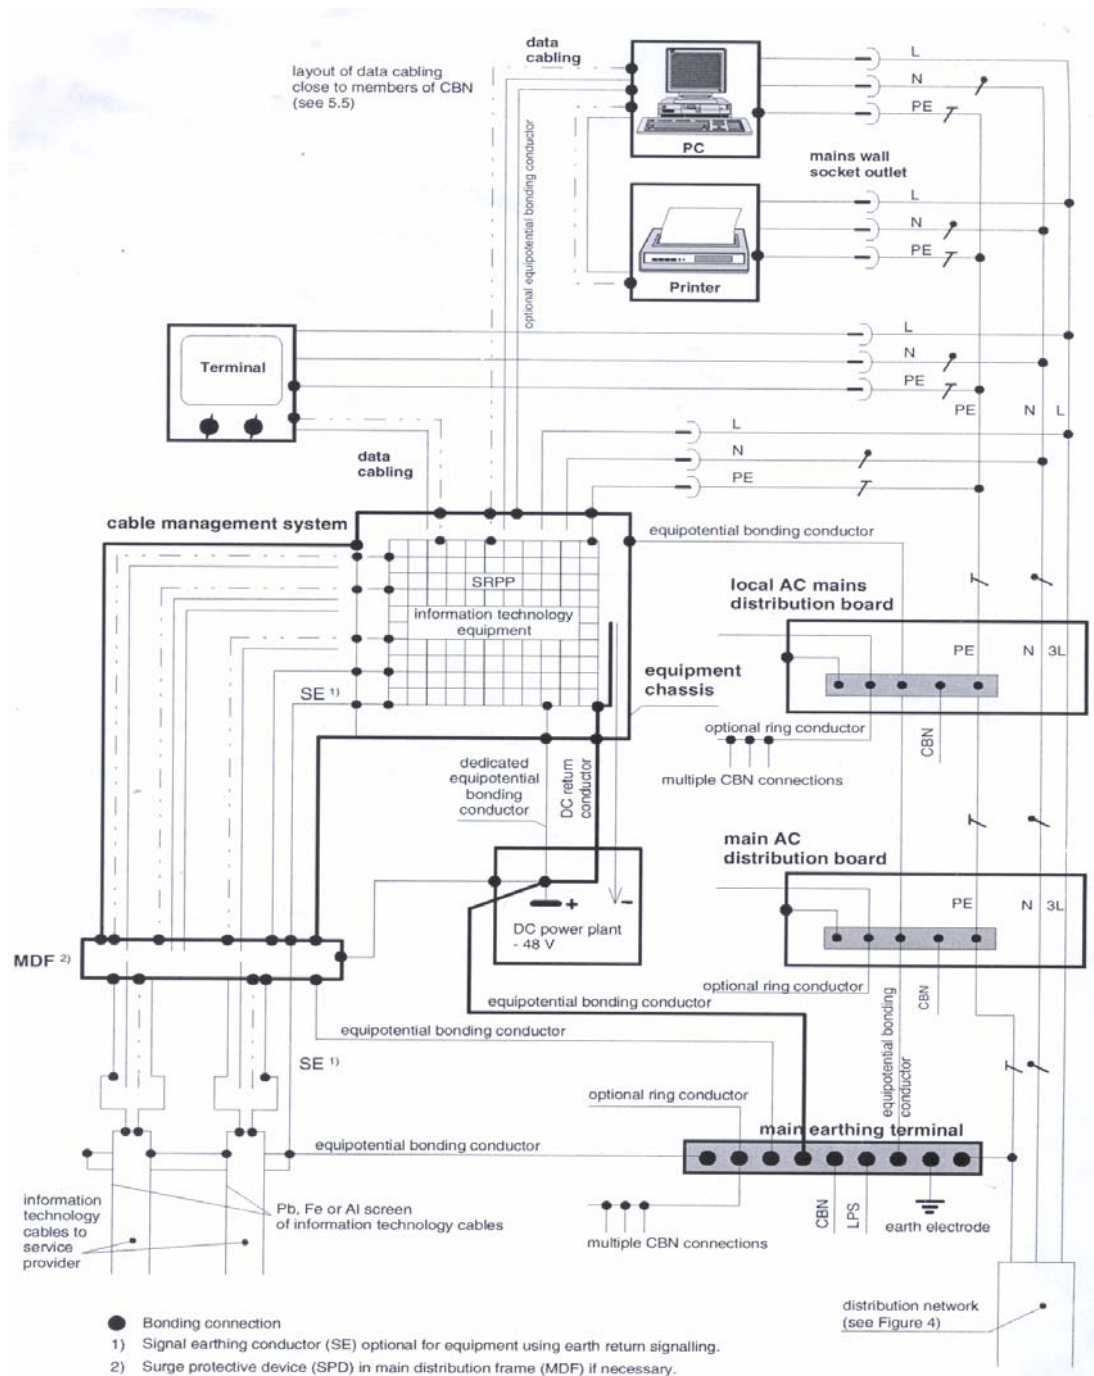 data
cabling
layout of data cabling
close to members of CBN
(see 5.5)
L
N
PE
PC
optional equipotential bonding conductor
mains wall
socket outlet
L
N
PE
Printer
L
N
PE
Terminal
PE
N
L
L
N
PE
data
cabling
cable management system
equipotential bonding conductor
SRPP
information technology
equipment
local AC mains
distribution board
PE
N
3L
equipment
chassis
SE 1)
optional ring conductor
CBN
multiple CBN connections
dedicated
equipotential
bonding
conductor
DC return
conductor
main AC
distribution board
PE
N
3L
+
-
DC power plant
- 48 V
MDF 2)
optional ring conductor
CBN
equipotential bonding conductor
equipotential bonding
conductor
equipotential bonding conductor
SE 1)
optional ring conductor
main earthing terminal
equipotential bonding conductor
information
technology
cables to
service
provider
Pb, Fe or Al screen
of information technology cables
CBN
LPS
earth electrode
multiple CBN connections
distribution network
(see Figure 4)
Bonding connection
1) Signal earthing conductor (SE) optional for equipment using earth return signalling.
2) Surge protective device (SPD) in main distribution frame (MDF) if necessary.